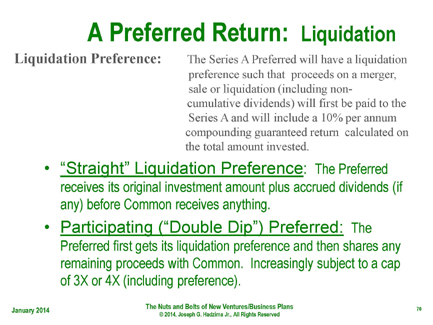 A Preferred Return: Liquidation
Liquidation Preference:
The Series A Preferred will have a liquidation
preference such that proceeds on a merger,
sale or liquidation (including non-
cumulative dividends) will first be paid to the
Series A and will include a 10% per annum
compounding guaranteed return calculated on
the total amount invested.
• “Straight” Liquidation Preference: The Preferred
receives its original investment amount plus accrued dividends (if
any) before Common receives anything.
• Participating (“Double Dip”) Preferred: The
Preferred first gets its liquidation preference and then shares any
remaining proceeds with Common. Increasingly subject to a cap
of 3X or 4X (including preference).
January 2014
The Nuts and Bolts of New Ventures/Business Plans
© 2014, Joseph G. Hadzima Jr., All Rights Reserved